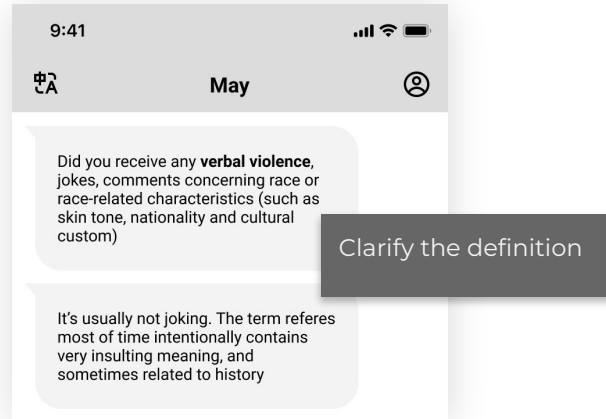 9:41
中A
May
Did you receive any verbal violence,
jokes, comments concerning race or
race-related characteristics (such as
skin tone, nationality and cultural
custom)
Clarify the definition
It's usually not joking. The term referes
most of time intentionally contains
very insulting meaning, and
sometimes related to history